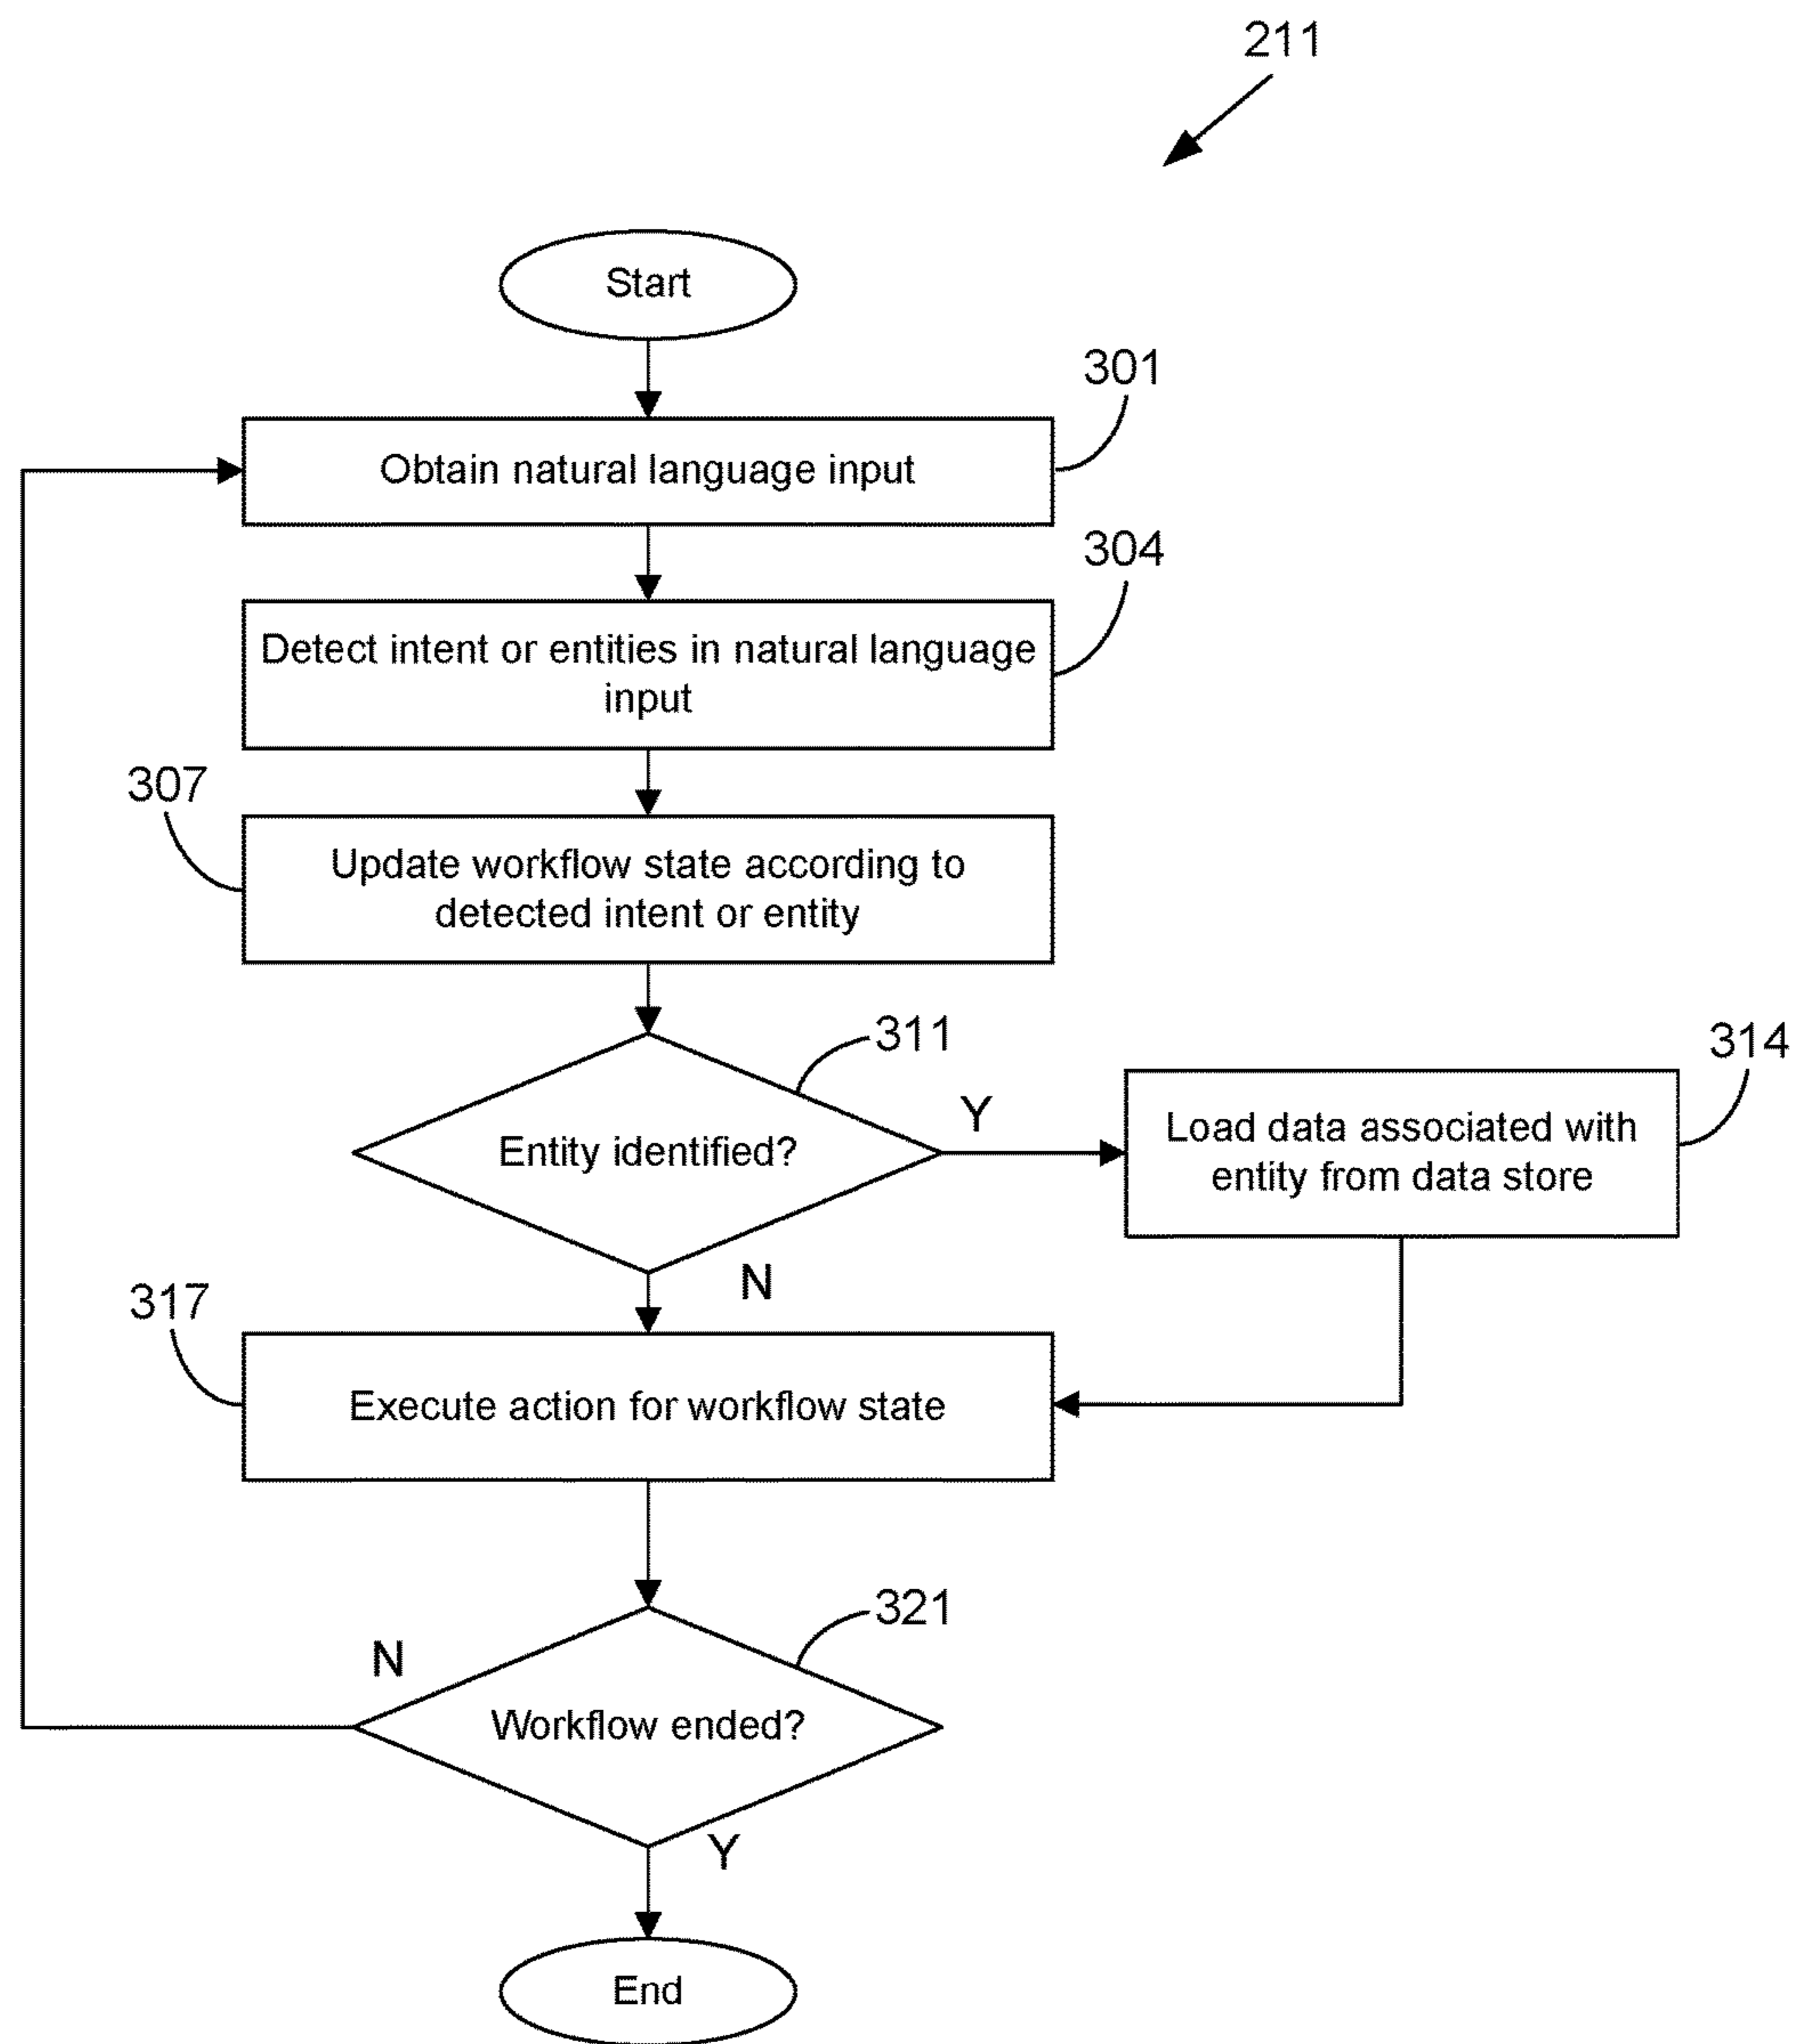 211
Start
301
Obtain natural language input
304
Detect intent or entities in natural language
input
307
Update workflow state according to
detected intent or entity
311
Entity identified?
Y
314
Load data associated with
entity from data store
N
317
Execute action for workflow state
321
N
Workflow ended?
Y
End